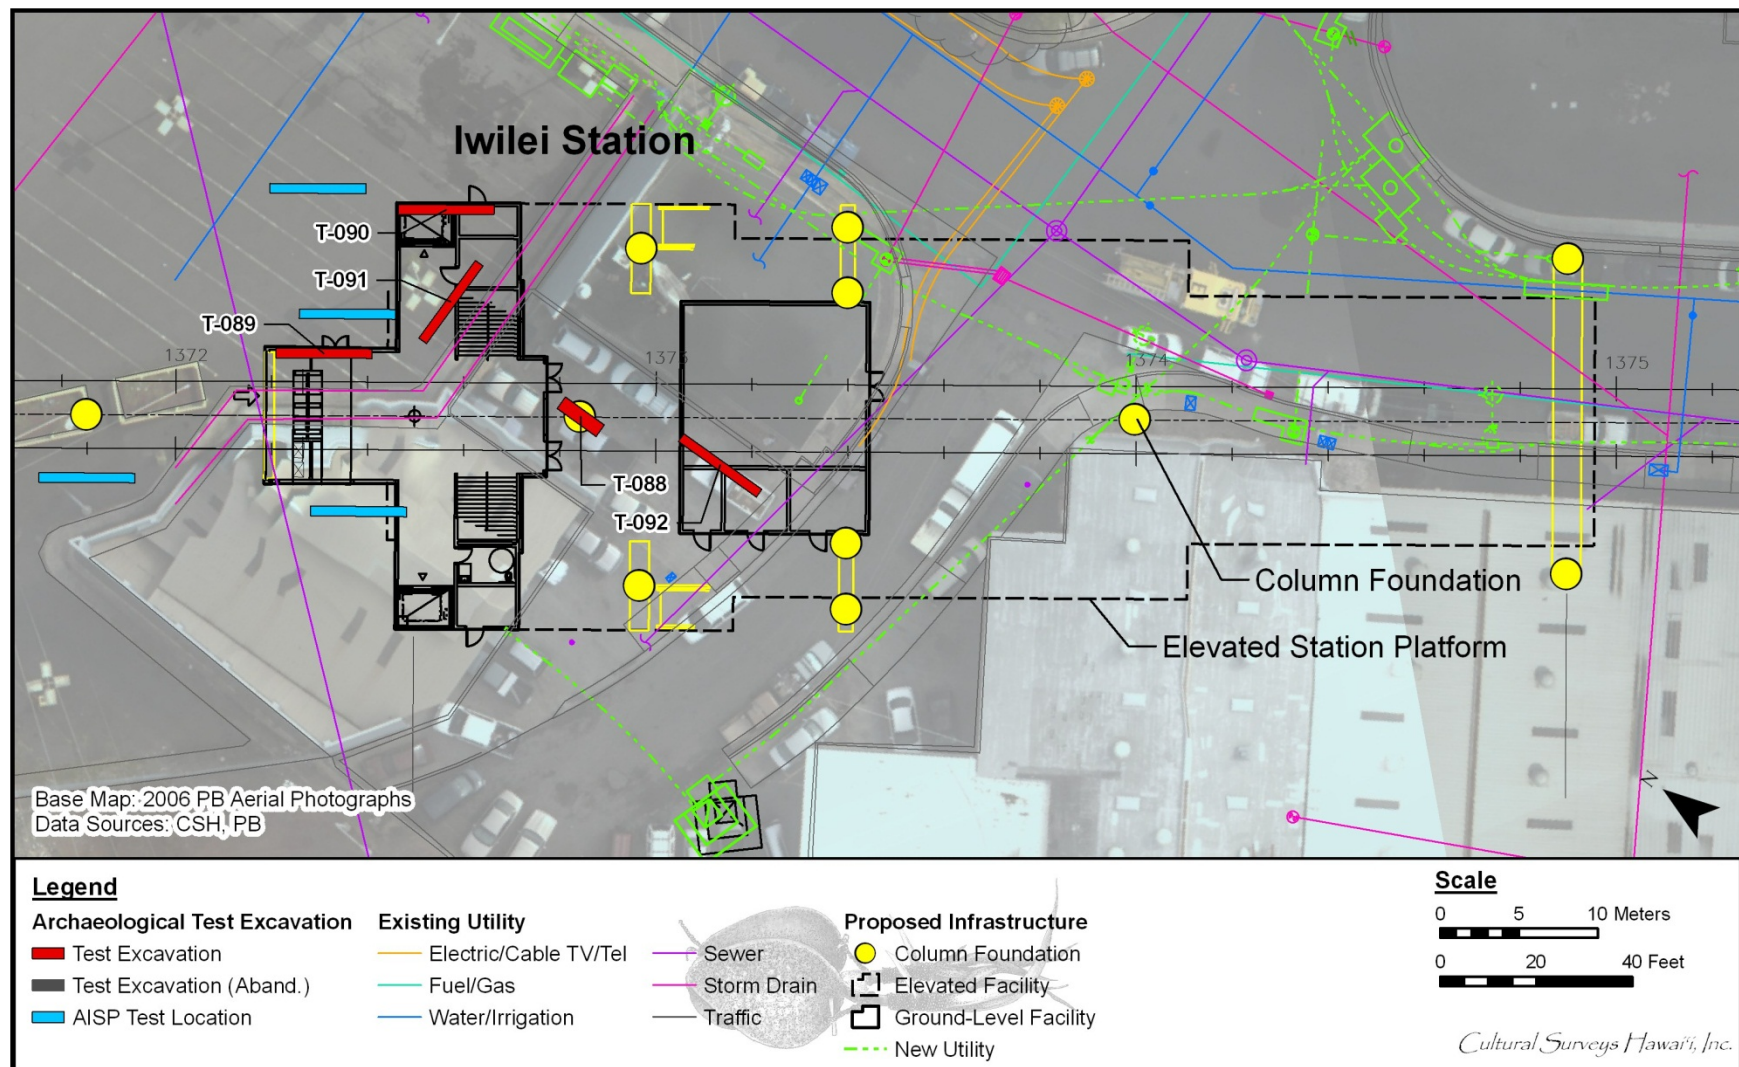 Iwilei Station
T-090
T-091
T-089
1372
1373
1374
1375
T-088
T-092
Column Foundation
Elevated Station Platform
N
Base Map: 2006 PB Aerial Photographs
Data Sources: CSH, PB
Legend
Archaeological Test Excavation
Test Excavation
Test Excavation (Aband.)
AISP Test Location
Existing Utility
Electric/Cable TV/Tel
Fuel/Gas
Water/Irrigation
Sewer
Storm Drain
Traffic
Proposed Infrastructure
Column Foundation
Elevated Facility
Ground-Level Facility
New Utility
Scale
0 5 10 Meters
0 20 40 Feet
Cultural Surveys Hawai‘i, Inc.